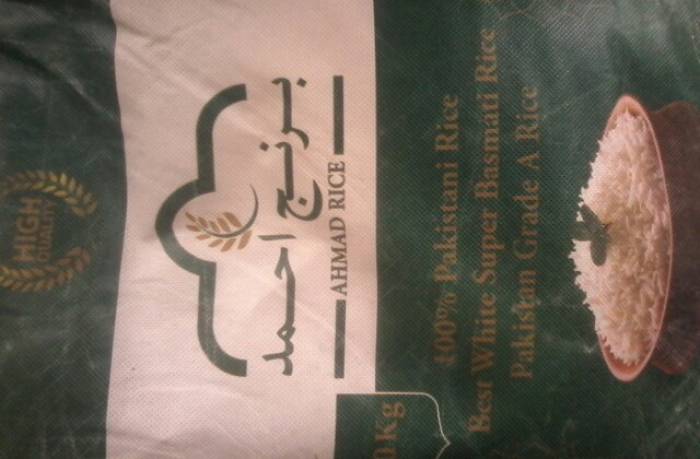 HIGH
QUALITY
برنج احمد
AHMAD RICE
100% Pakistani Rice
Best White Super Basmati Rice
Pakistan Grade A Rice
Kg